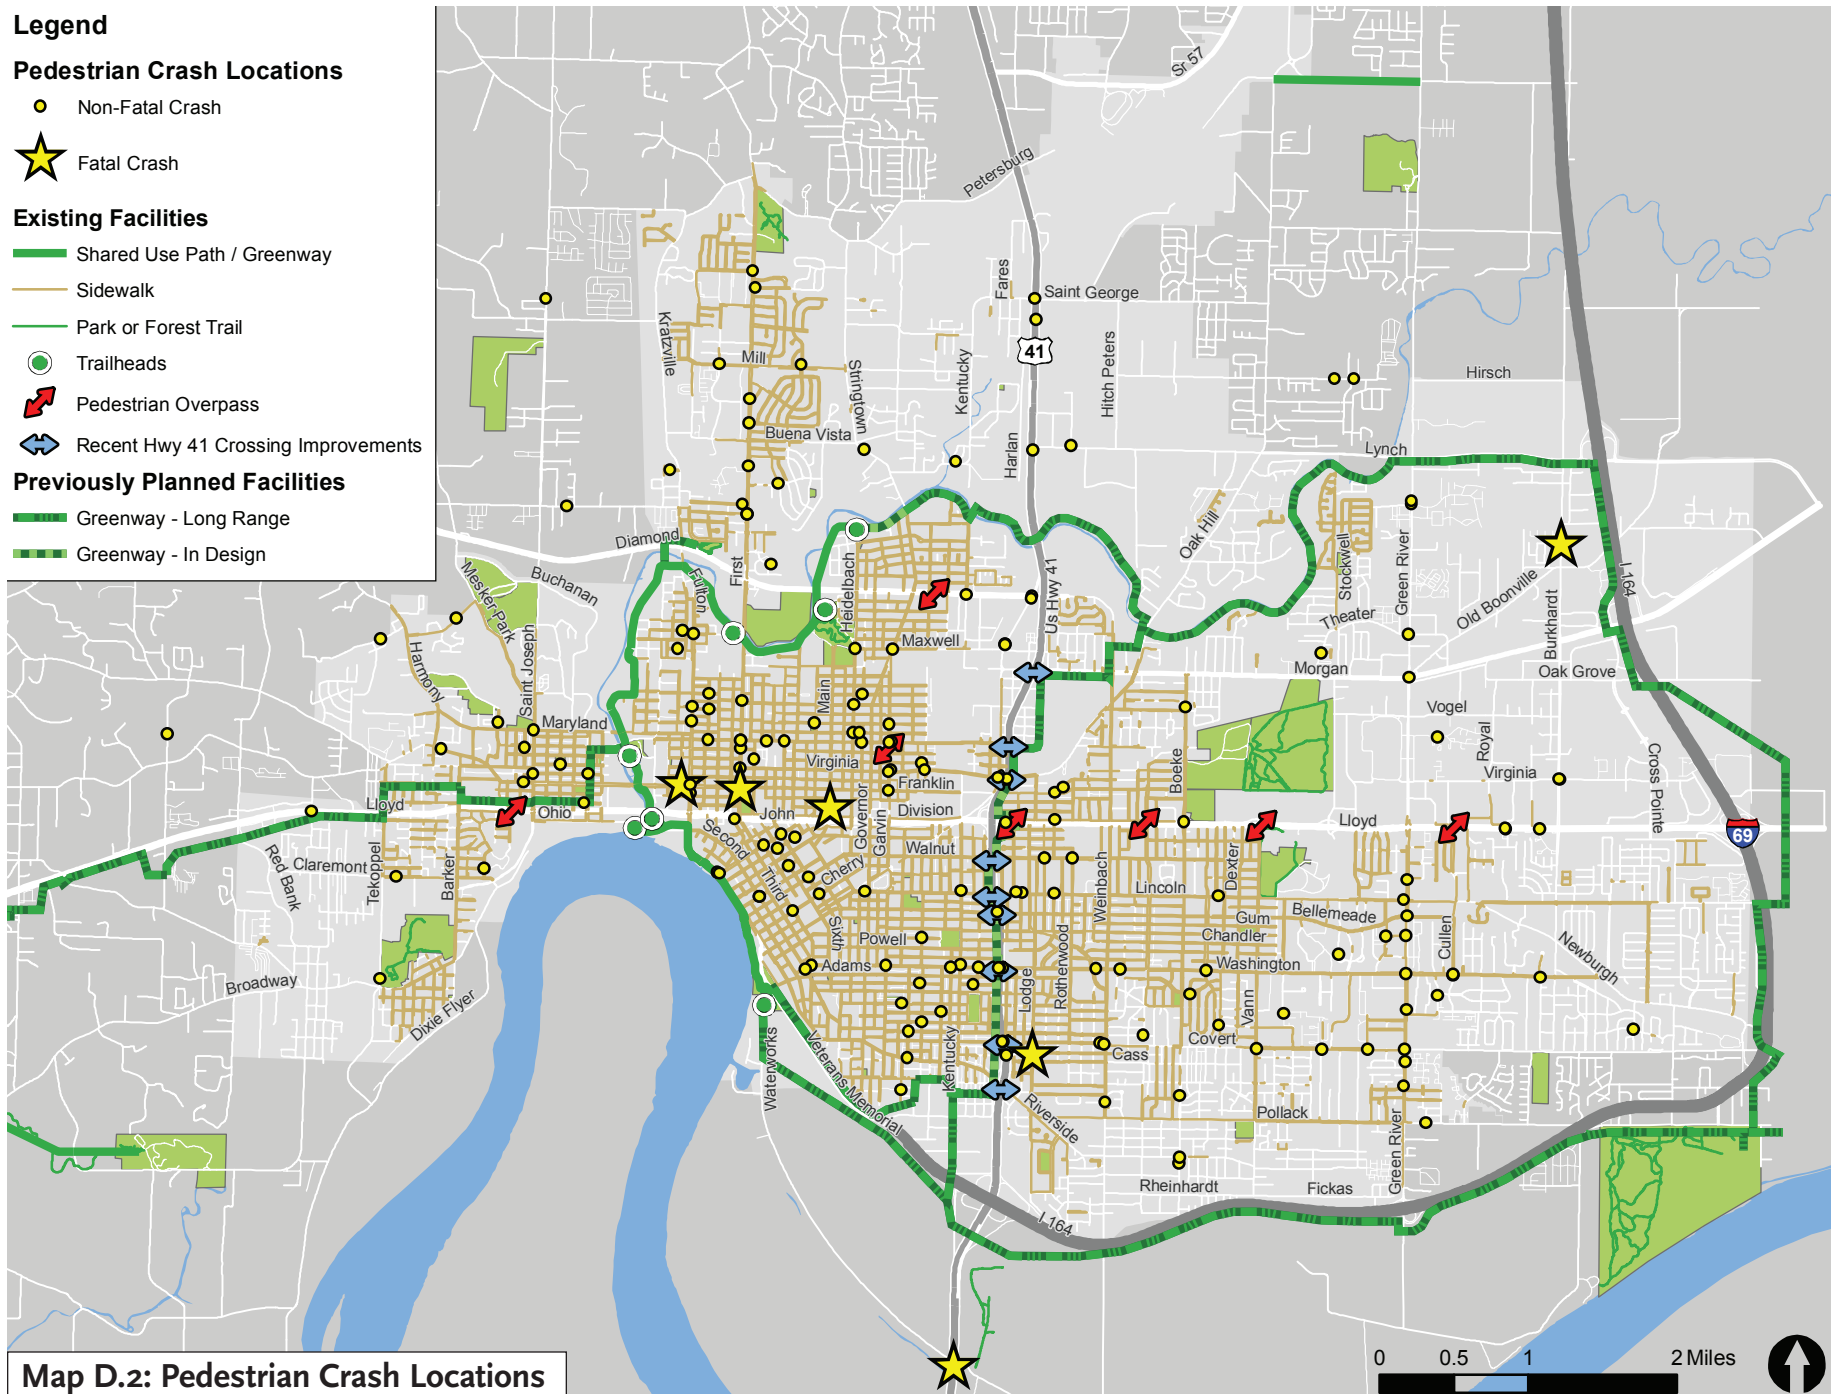 Legend
Pedestrian Crash Locations
Non-Fatal Crash
Fatal Crash
Existing Facilities
Shared Use Path / Greenway
Sidewalk
Park or Forest Trail
Trailheads
Pedestrian Overpass
Recent Hwy 41 Crossing Improvements
Previously Planned Facilities
Greenway - Long Range
Greenway - In Design
Sr 57
Petersburg
Fares
Saint George
Kratzville
41
Mill
Stringtown
Kentucky
Hitch Peters
Hirsch
Buena Vista
Harlan
Lynch
Diamond
Oak Hill
Green River
Stockwell
First
Fulton
Heidelbach
Us Hwy 41
I 164
Mesker Park
Buchanan
Old Boonville
Burkhardt
Theater
Maxwell
Harmony
Saint Joseph
Morgan
Oak Grove
Main
Maryland
Vogel
Royal
Cross Pointe
Virginia
Boeke
Virginia
Franklin
Lloyd
Ohio
John
Governor
Garvin
Division
Lloyd
69
Second
Walnut
Red Bank
Claremont
Tekoppel
Barker
Third
Cherry
Weinbach
Lincoln
Dexter
Bellemeade
Gum
Chandler
Cullen
Newburgh
Sixth
Powell
Adams
Washington
Broadway
Dixie Flyer
Lodge
Rotherwood
Vann
Waterworks
Veterans Memorial
Kentucky
Cass
Covert
Riverside
Pollack
Green River
Rheinhardt
Fickas
I 164
0 0.5 1 2 Miles
Map D.2: Pedestrian Crash Locations